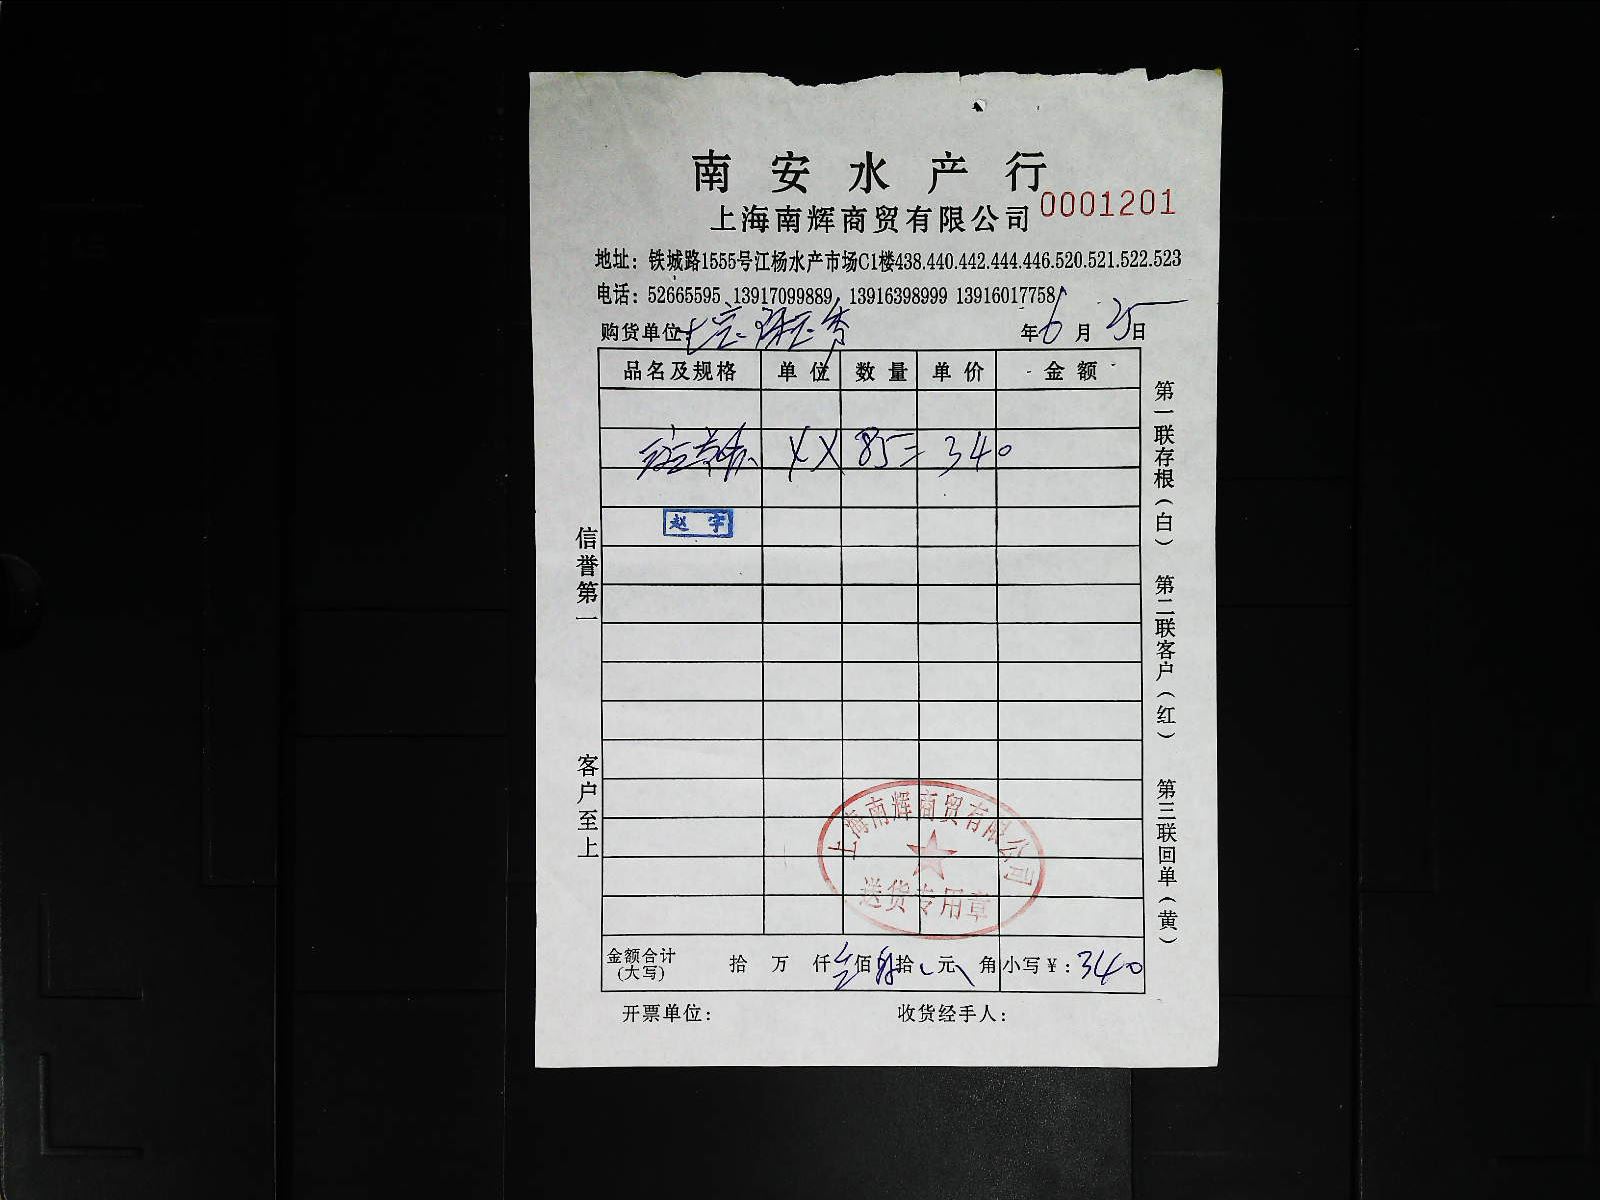 南安水产行
上海南辉商贸有限公司 0001201
地址：铁城路1555号江杨水产市场C1楼438.440.442.444.446.520.521.522.523
电话：52665595 13917099889 13916398999 13916017758
购货单位 年6月25日
品名及规格 单位 数量 单价 金额
85=340
赵宇
信誉第一
客户至上
第一联存根（白）
第二联客户（红）
第三联回单（黄）
上海南辉商贸有限公司
送货专用章
金额合计（大写） 拾 万 仟 佰 拾 元 角 小写¥：340
开票单位： 收货经手人：